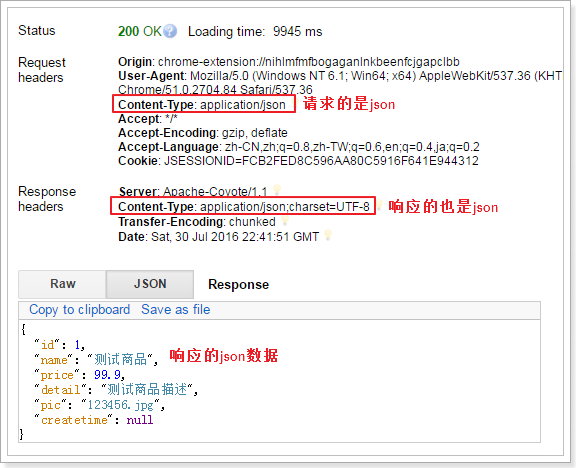 Status 200 OK Loading time: 9945 ms
Request headers
Origin: chrome-extension://nihlmfmfbogaganlnkbeenfcjgapclbb
User-Agent: Mozilla/5.0 (Windows NT 6.1; Win64; x64) AppleWebKit/537.36 (KHT
Chrome/51.0.2704.84 Safari/537.36
Content-Type: application/json 请求的是json
Accept: */*
Accept-Encoding: gzip, deflate
Accept-Language: zh-CN,zh;q=0.8,zh-TW;q=0.6,en;q=0.4,ja;q=0.2
Cookie: JSESSIONID=FCB2FED8C596AA80C5916F641E944312
Response headers
Server: Apache-Coyote/1.1
Content-Type: application/json;charset=UTF-8 响应的也是json
Transfer-Encoding: chunked
Date: Sat, 30 Jul 2016 22:41:51 GMT
Raw JSON Response
Copy to clipboard Save as file
{
"id": 1,
"name": "测试商品", 响应的json数据
"price": 99.9,
"detail": "测试商品描述",
"pic": "123456.jpg",
"createtime": null
}